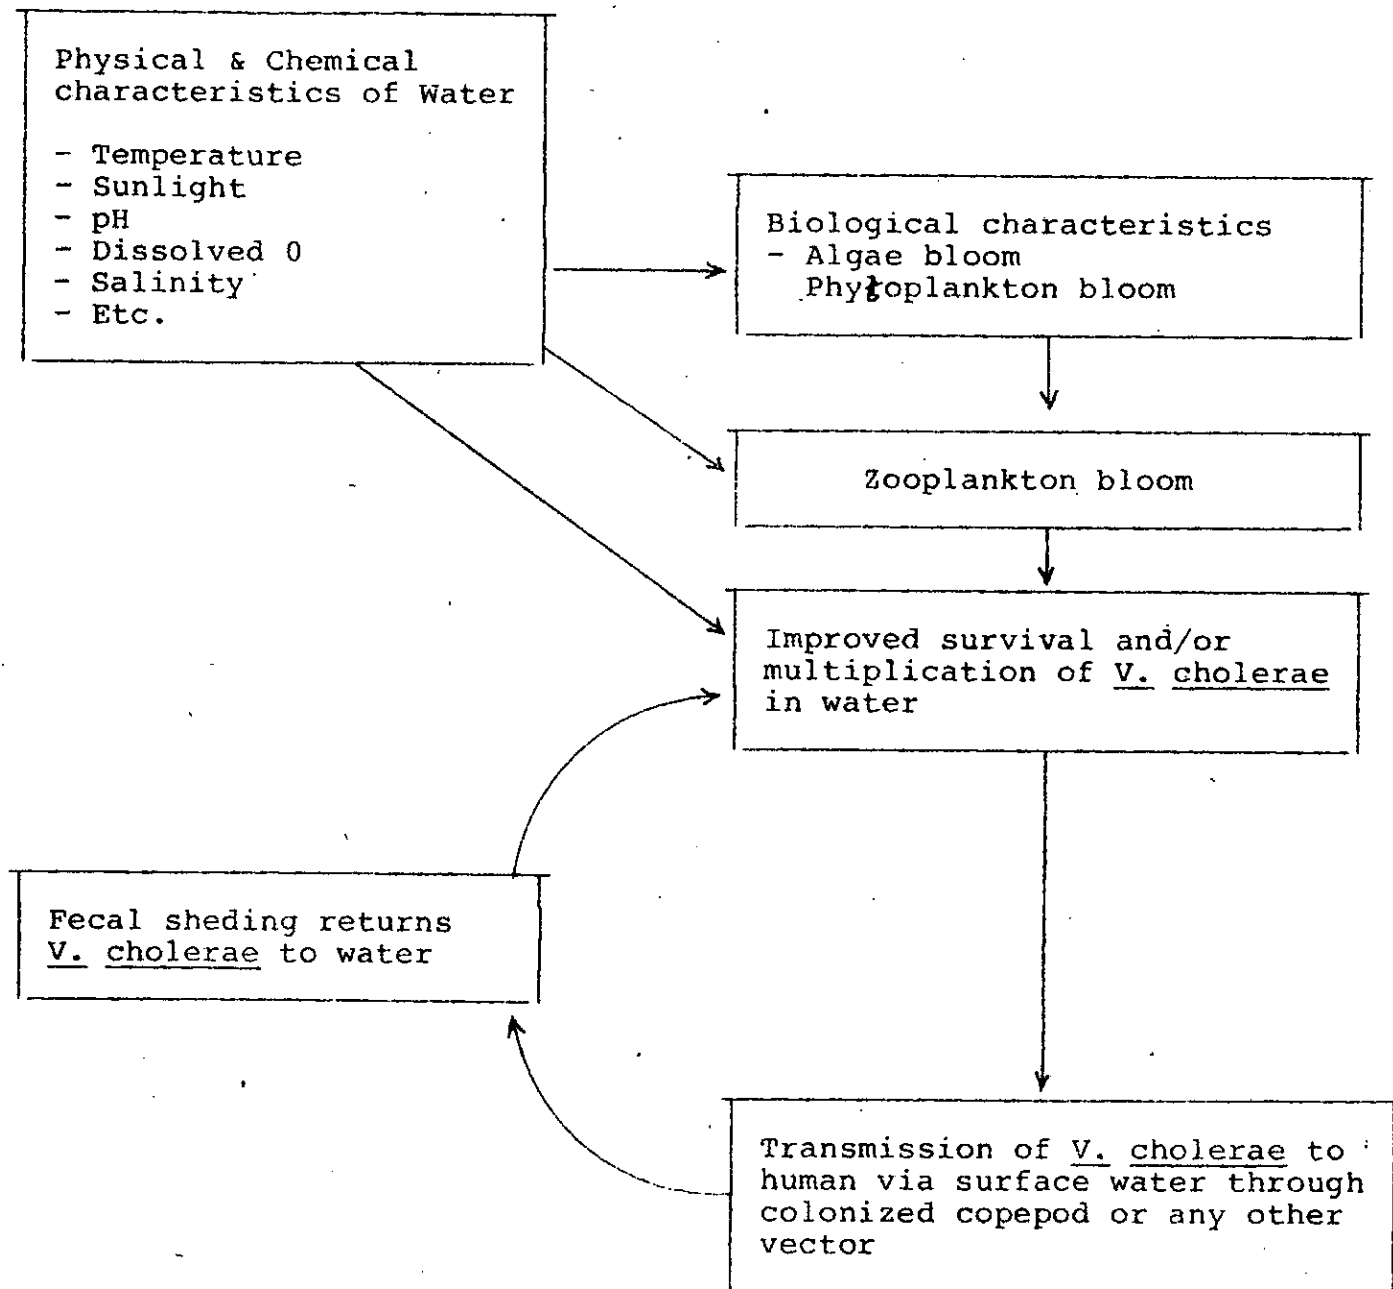 Physical & Chemical
characteristics of Water
- Temperature
- Sunlight
- pH
- Dissolved O
- Salinity
- Etc.
Biological characteristics
- Algae bloom
Phytoplankton bloom
Zooplankton bloom
Improved survival and/or
multiplication of V. cholerae
in water
Fecal sheding returns
V. cholerae to water
Transmission of V. cholerae to
human via surface water through
colonized copepod or any other
vector